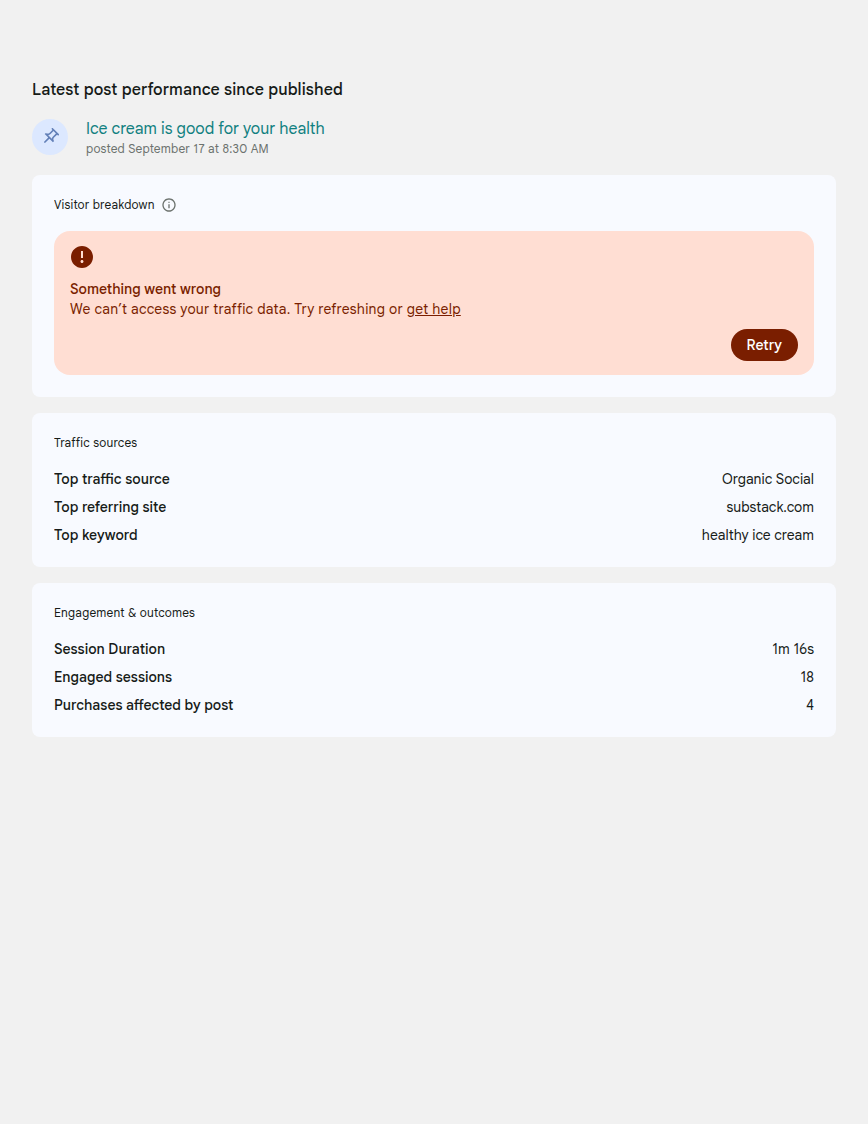 Latest post performance since published
Ice cream is good for your health
posted September 17 at 8:30 AM
Visitor breakdown
Something went wrong
We can’t access your traffic data. Try refreshing or get help
Retry
Traffic sources
Top traffic source Organic Social
Top referring site substack.com
Top keyword healthy ice cream
Engagement & outcomes
Session Duration 1m 16s
Engaged sessions 18
Purchases affected by post 4